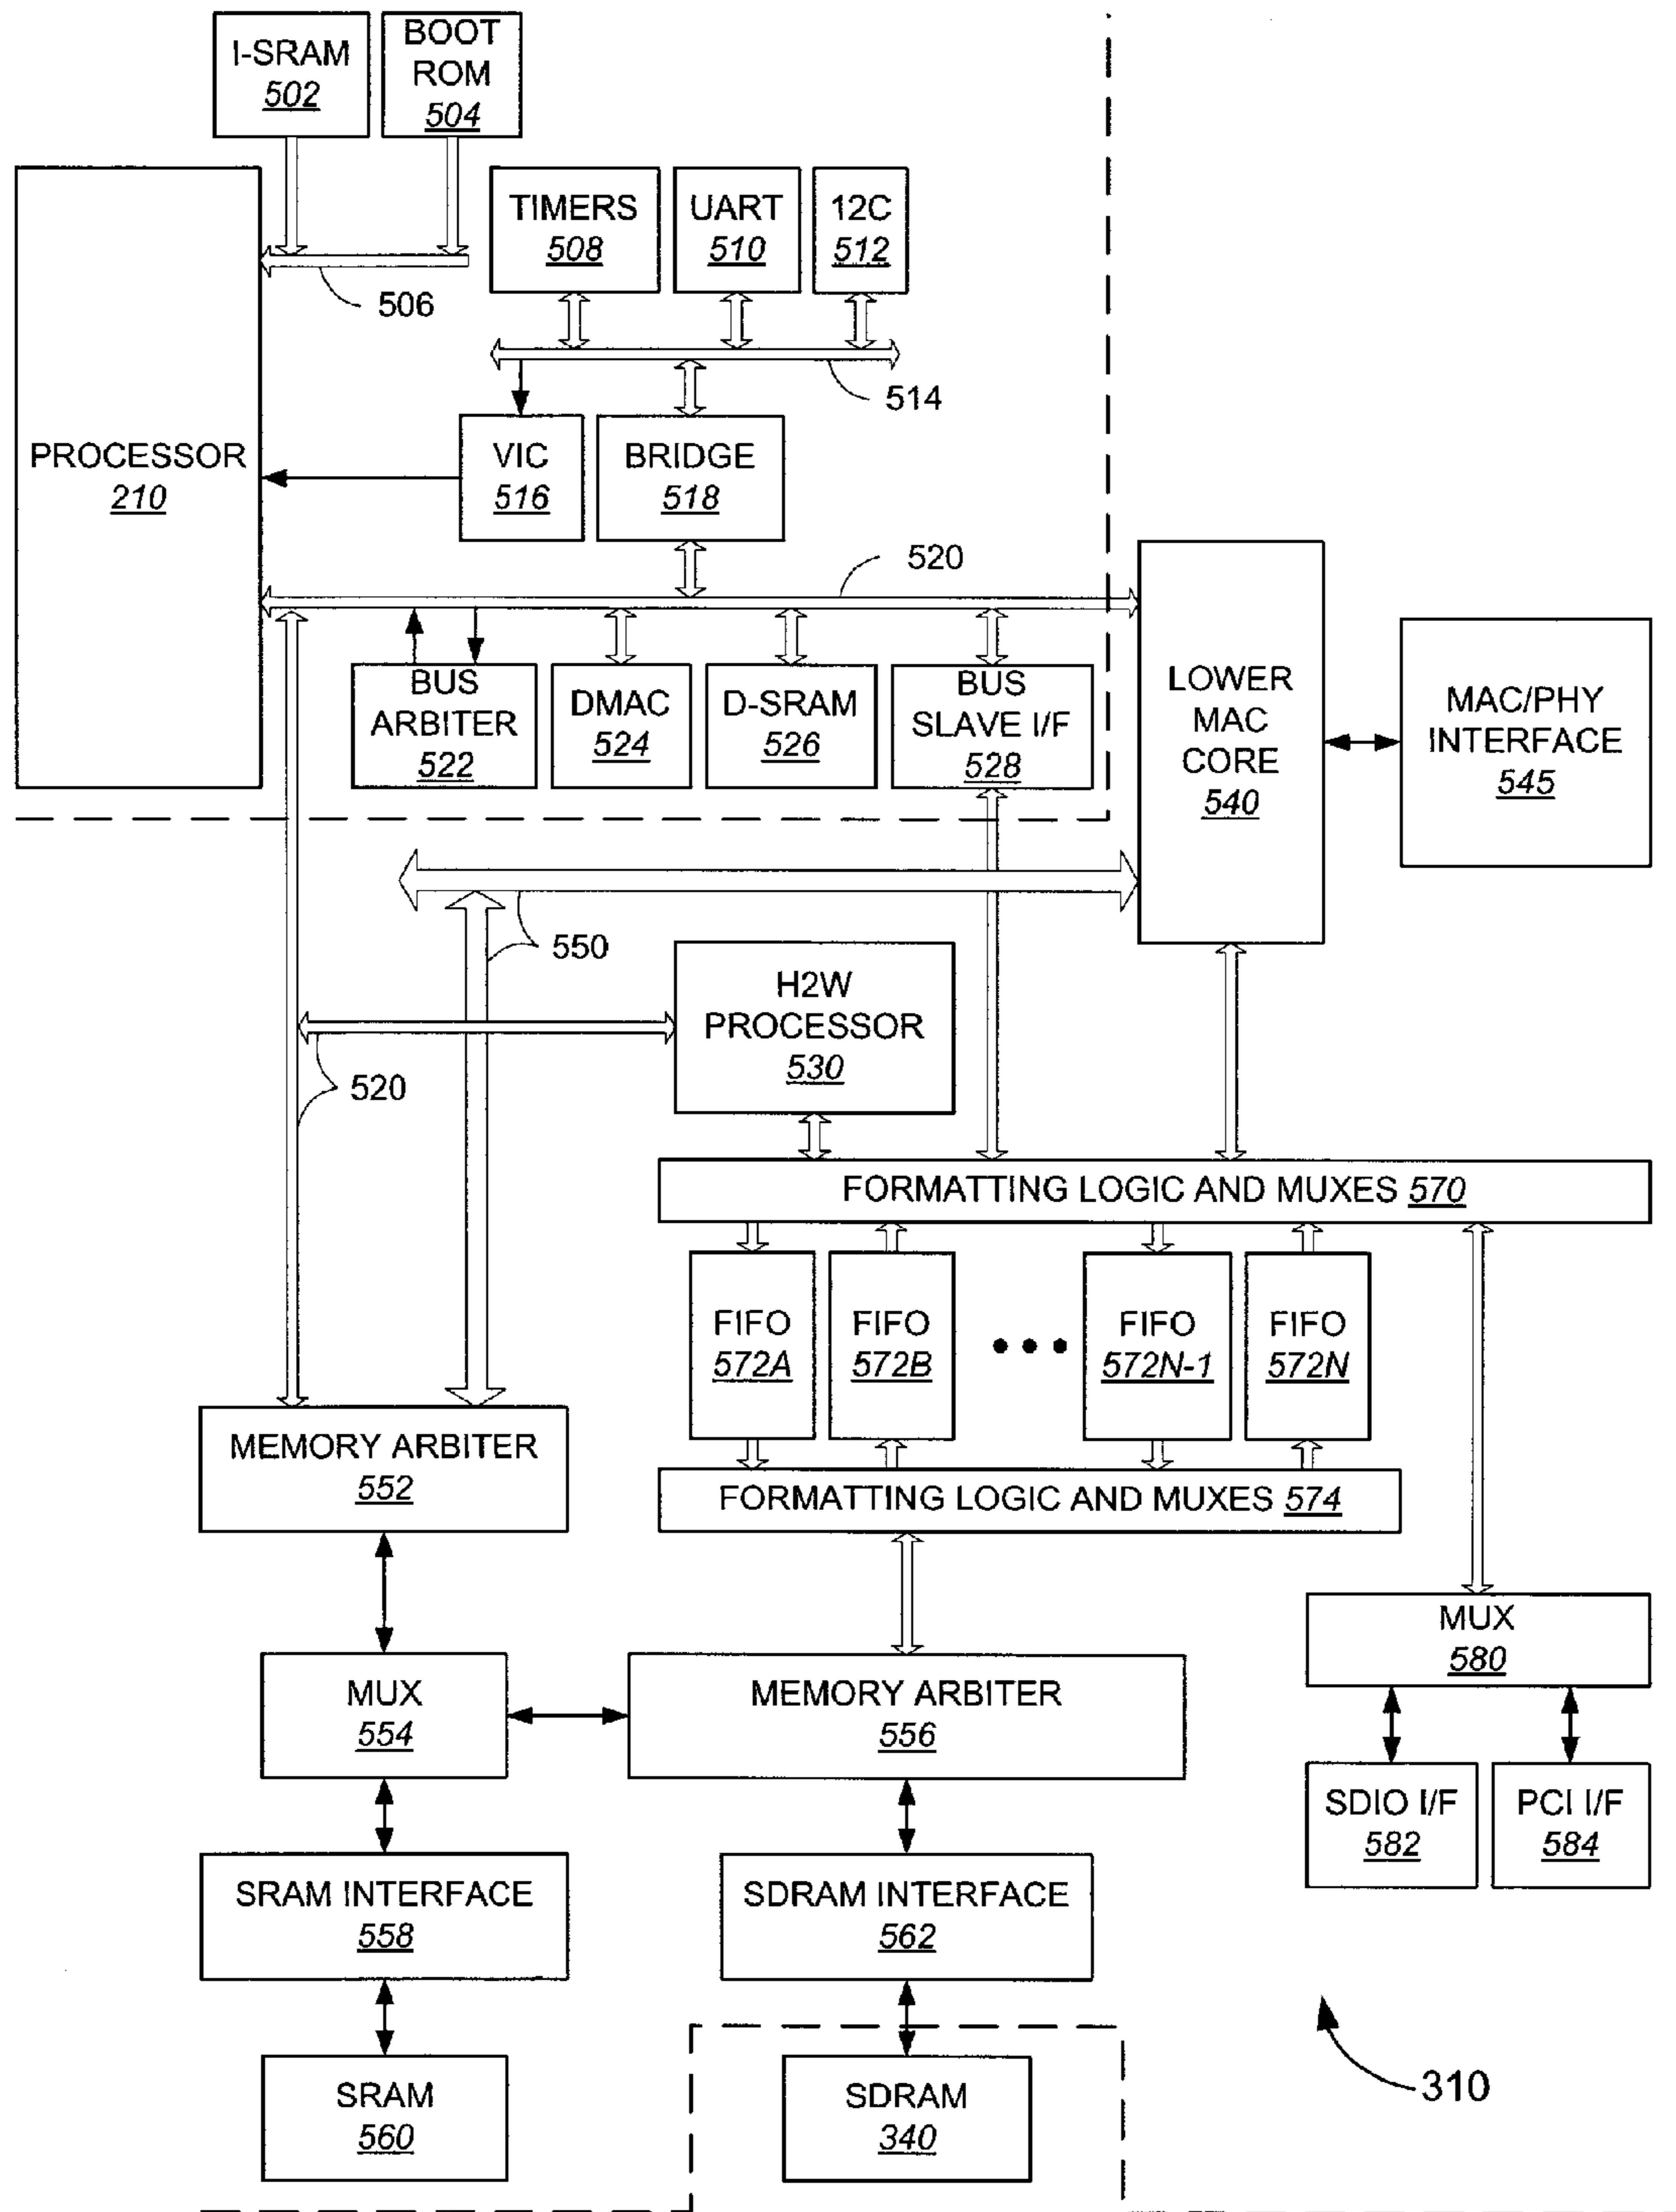 I-SRAM
502
BOOT
ROM
504
506
TIMERS
508
UART
510
12C
512
514
PROCESSOR
210
VIC
516
BRIDGE
518
520
BUS
ARBITER
522
DMAC
524
D-SRAM
526
BUS
SLAVE I/F
528
LOWER
MAC
CORE
540
MAC/PHY
INTERFACE
545
550
H2W
PROCESSOR
530
520
FORMATTING LOGIC AND MUXES 570
FIFO
572A
FIFO
572B
FIFO
572N-1
FIFO
572N
MEMORY ARBITER
552
FORMATTING LOGIC AND MUXES 574
MUX
554
MEMORY ARBITER
556
MUX
580
SDIO I/F
582
PCI I/F
584
SRAM INTERFACE
558
SDRAM INTERFACE
562
SRAM
560
SDRAM
340
310